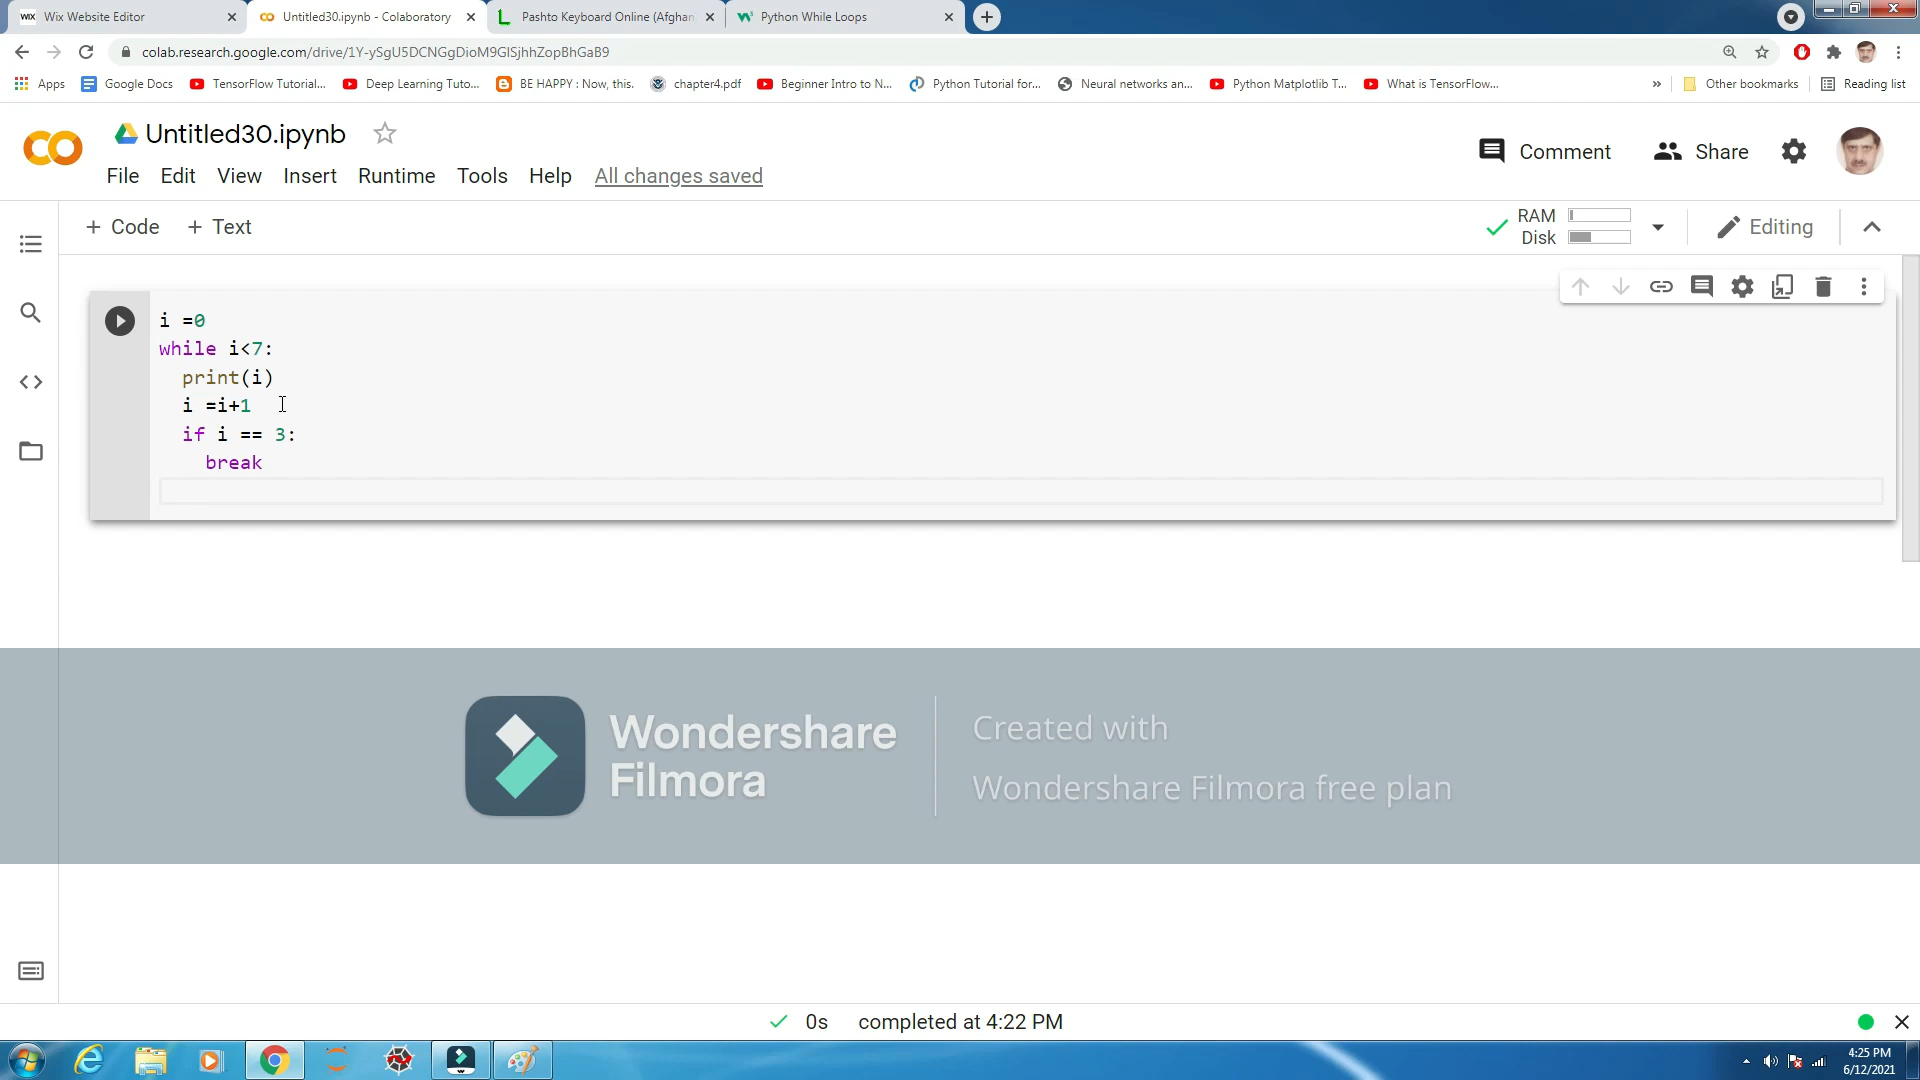 WIX Wix Website Editor
Untitled30.ipynb - Colaboratory
Pashto Keyboard Online (Afghan
Python While Loops
colab.research.google.com/drive/1Y-ySgU5DCNGgDioM9GlSjhhZopBhGaB9
Apps
Google Docs
TensorFlow Tutorial...
Deep Learning Tuto...
BE HAPPY : Now, this.
chapter4.pdf
Beginner Intro to N...
Python Tutorial for...
Neural networks an...
Python Matplotlib T...
What is TensorFlow...
»
Other bookmarks
Reading list
Untitled30.ipynb
Comment
Share
File Edit View Insert Runtime Tools Help All changes saved
+ Code + Text
RAM
Disk
Editing
i =0
while i<7:
print(i)
i =i+1
if i == 3:
break
Wondershare
Filmora
Created with
Wondershare Filmora free plan
0s completed at 4:22 PM
4:25 PM
6/12/2021